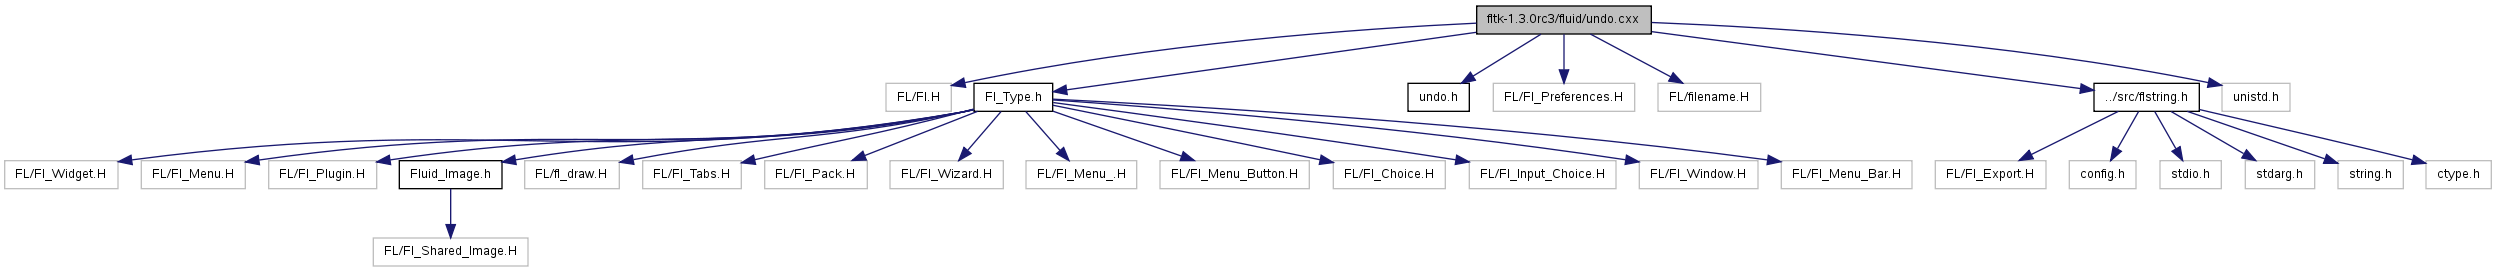 fltk-1.3.0rc3/fluid/undo.cxx
FL/Fl.H
Fl_Type.h
undo.h
FL/Fl_Preferences.H
FL/filename.H
../src/flstring.h
unistd.h
FL/Fl_Widget.H
FL/Fl_Menu.H
FL/Fl_Plugin.H
Fluid_Image.h
FL/fl_draw.H
FL/Fl_Tabs.H
FL/Fl_Pack.H
FL/Fl_Wizard.H
FL/Fl_Menu_.H
FL/Fl_Menu_Button.H
FL/Fl_Choice.H
FL/Fl_Input_Choice.H
FL/Fl_Window.H
FL/Fl_Menu_Bar.H
FL/Fl_Export.H
config.h
stdio.h
stdarg.h
string.h
ctype.h
FL/Fl_Shared_Image.H